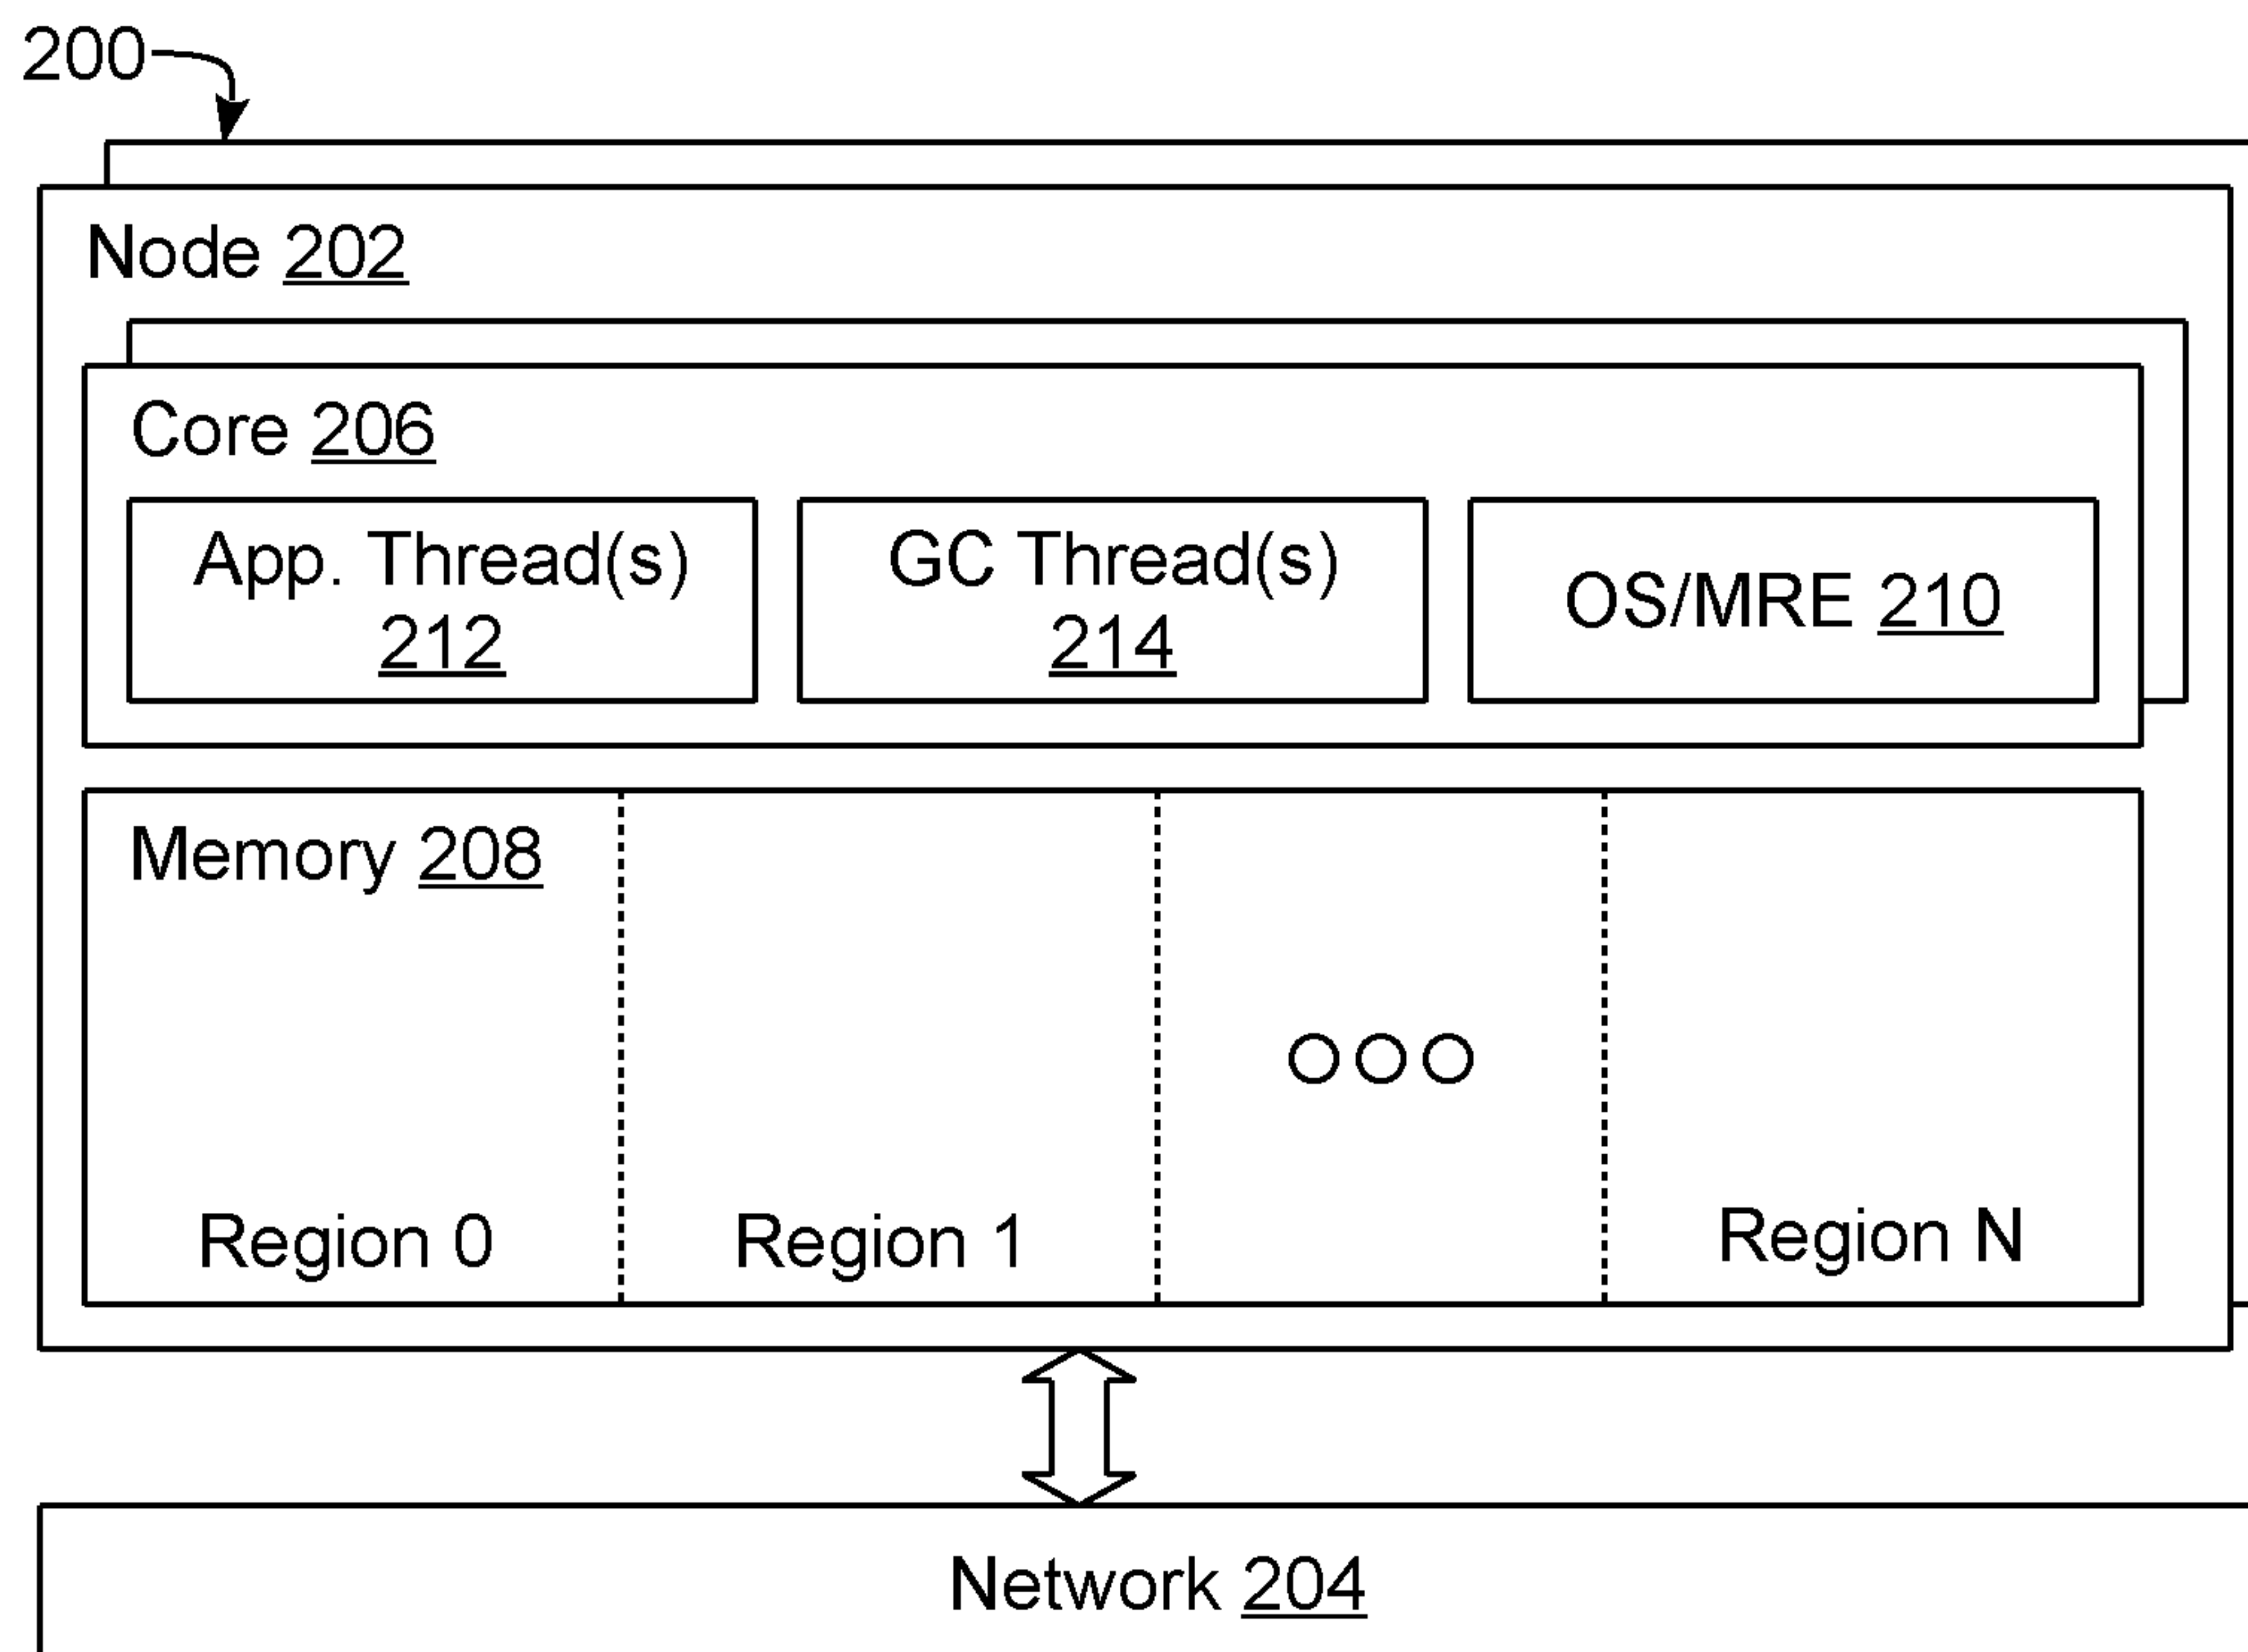 200
Node 202
Core 206
App. Thread(s)
212
GC Thread(s)
214
OS/MRE 210
Memory 208
Region 0
Region 1
Region N
Network 204